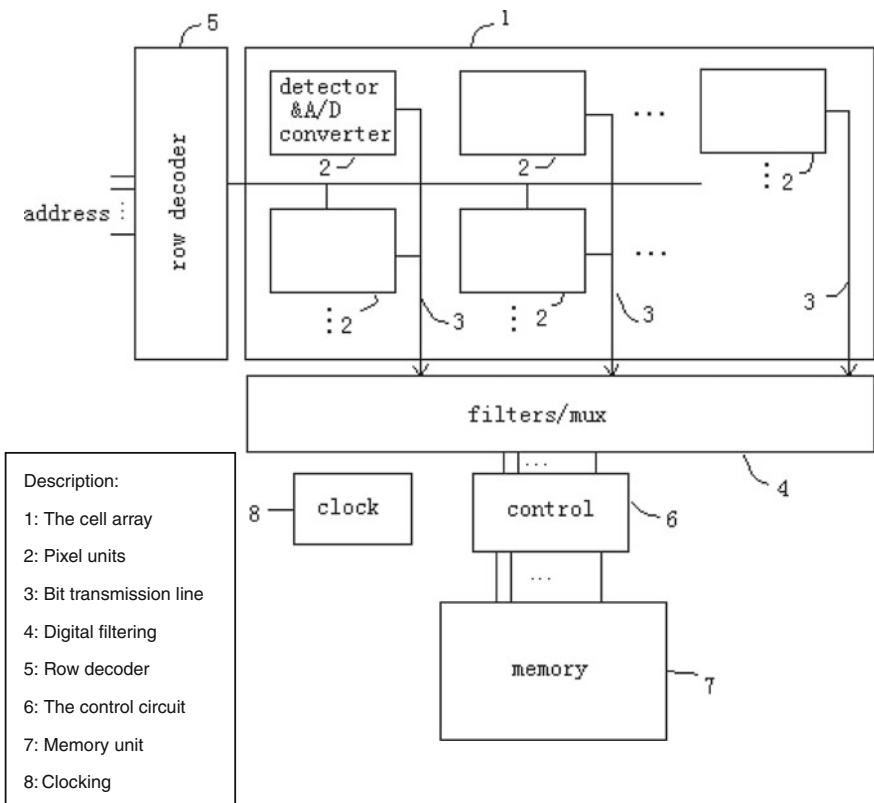 5
1
detector
&A/D
converter
...
2
2
2
row decoder
address
...
2
2
3
3
3
filters/mux
...
4
8
clock
control
6
...
memory
7
Description:
1: The cell array
2: Pixel units
3: Bit transmission line
4: Digital filtering
5: Row decoder
6: The control circuit
7: Memory unit
8: Clocking